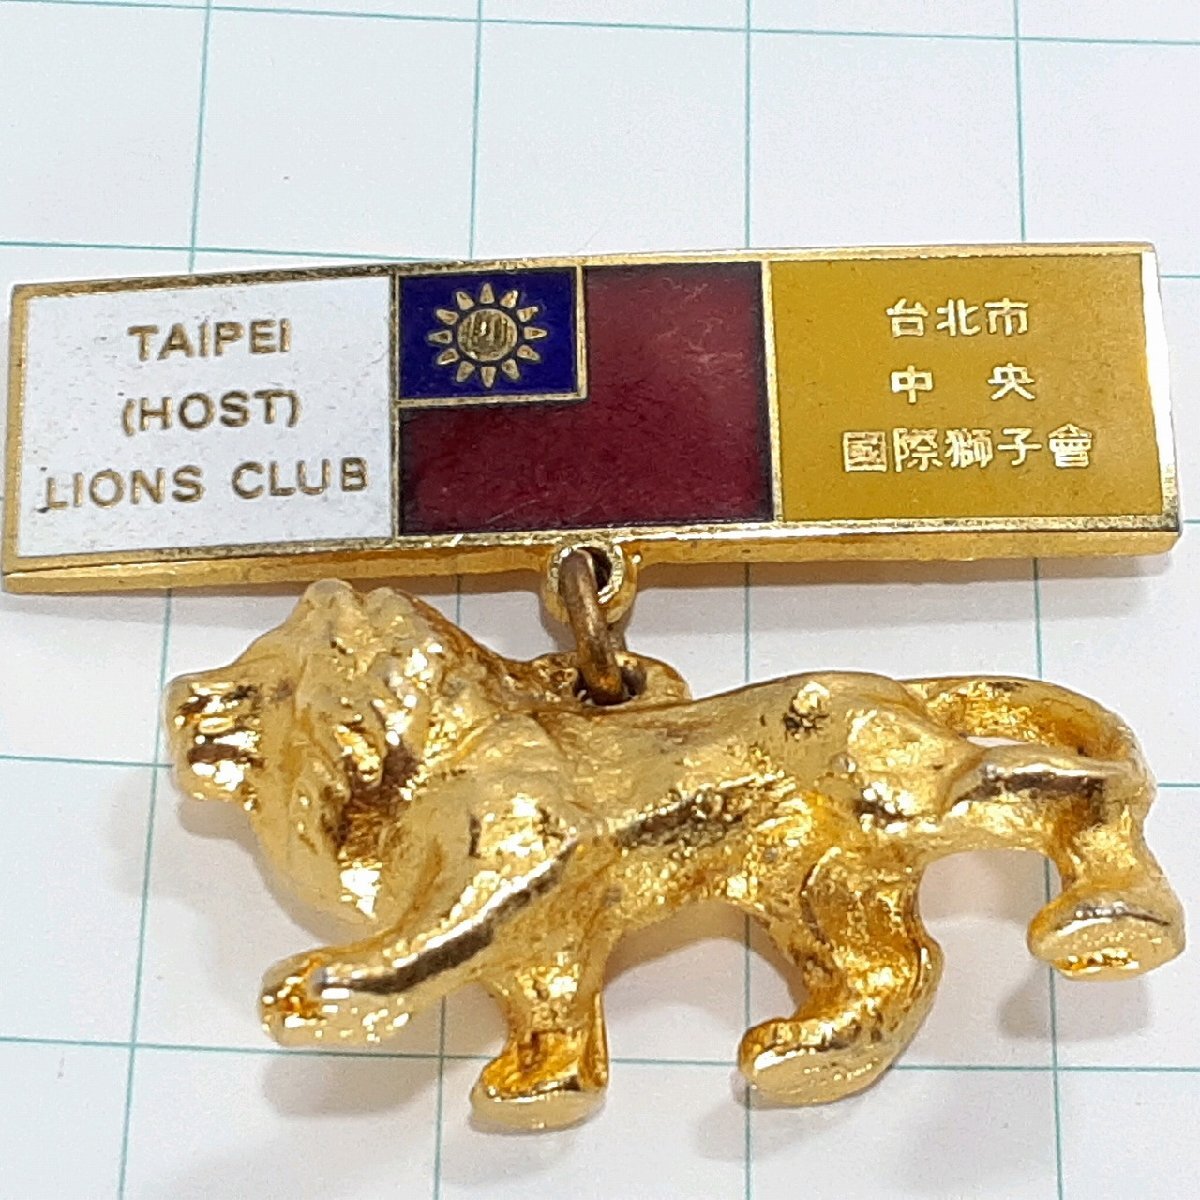 TAIPEI
(HOST)
LIONS CLUB
台北市
中 央
國際獅子會